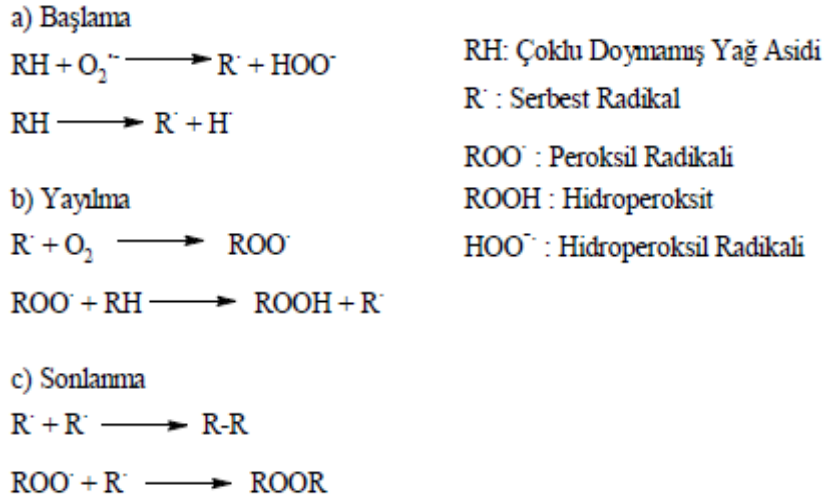 a) Başlama
RH + O₂˙⁻ ⟶ R˙ + HOO⁻
RH ⟶ R˙ + H˙
b) Yayılma
R˙ + O₂ ⟶ ROO˙
ROO˙ + RH ⟶ ROOH + R˙
c) Sonlanma
R˙ + R˙ ⟶ R-R
ROO˙ + R˙ ⟶ ROOR
RH: Çoklu Doymamış Yağ Asidi
R˙ : Serbest Radikal
ROO˙ : Peroksil Radikali
ROOH : Hidroperoksit
HOO⁻˙ : Hidroperoksil Radikali